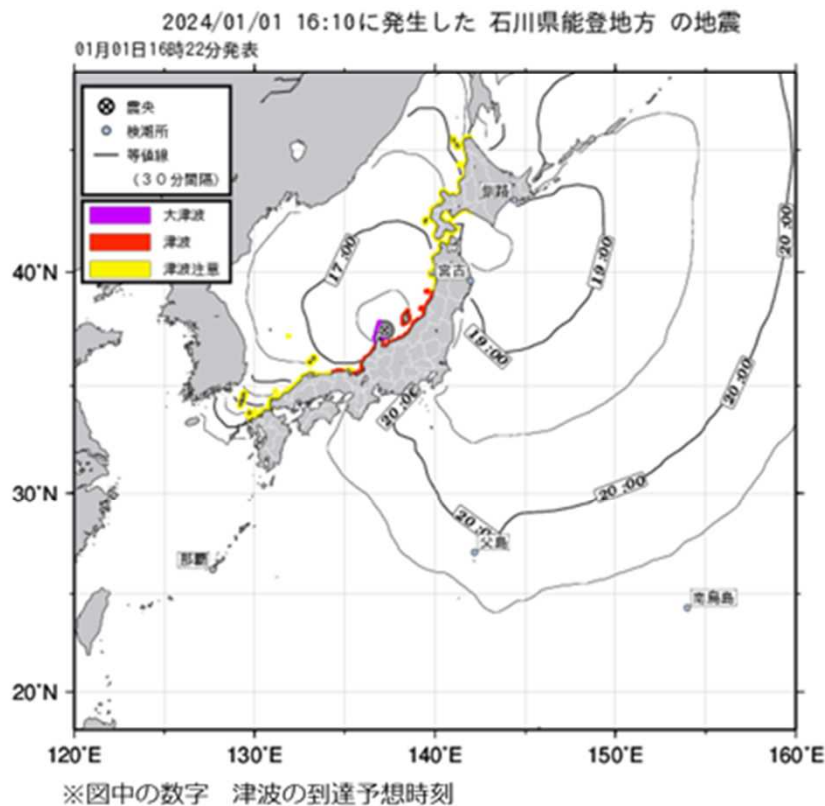 2024/01/01 16:10に発生した 石川県能登地方 の地震
01月01日16時22分発表
震央
検潮所
等値線
(30分間隔)
大津波
津波
津波注意
40°N
30°N
20°N
120°E
130°E
140°E
150°E
160°E
17:00
釧路
宮古
19:00
19:00
20:00
20:00
20:00
20:00
20:00
父島
那覇
南鳥島
※図中の数字 津波の到達予想時刻